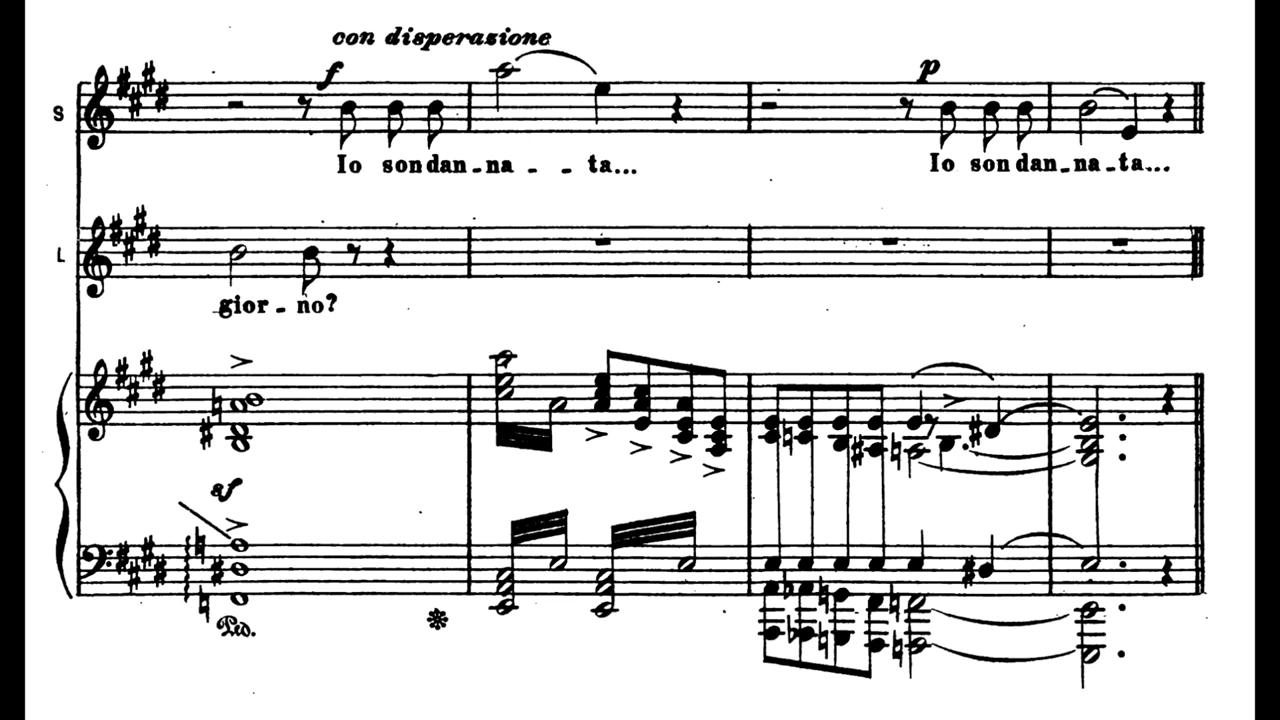 con disperazione
f p
S
Io son dan - na - - ta... Io son dan - na - ta...
L
gior - no?
sf
Ped.